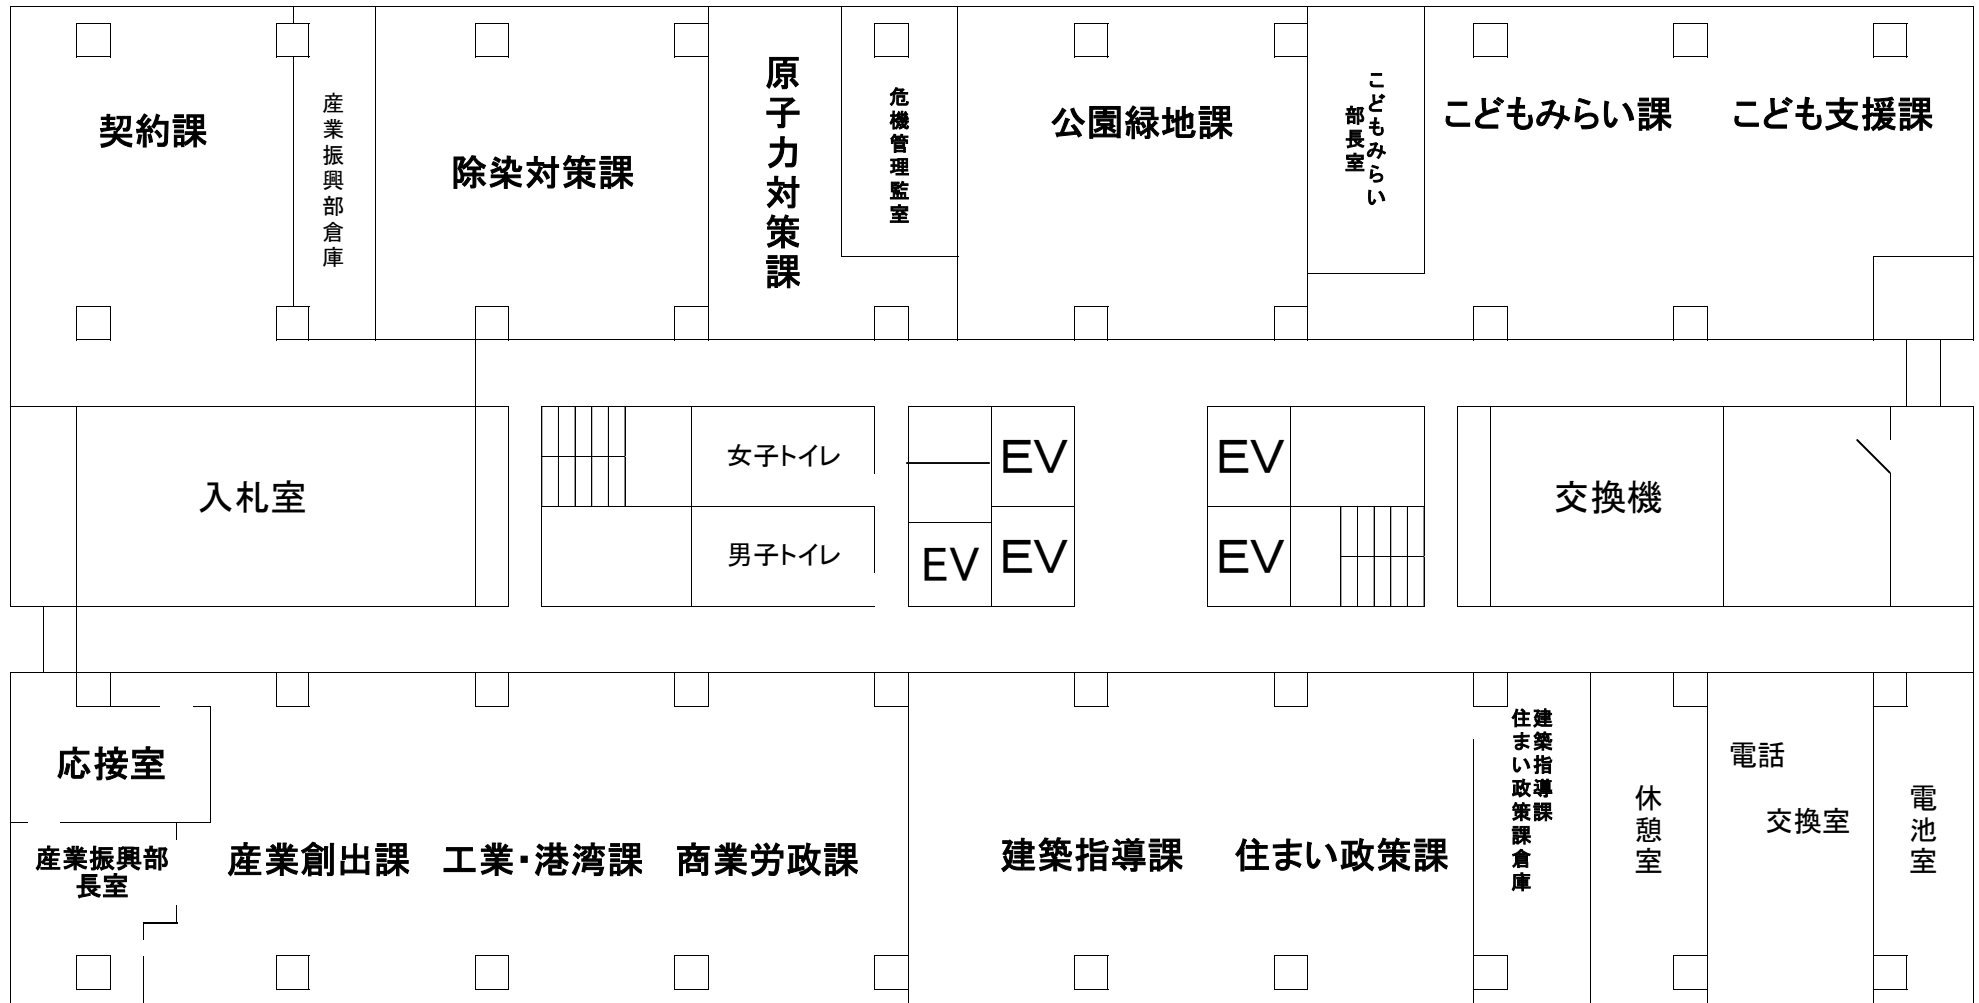 契約課
産業振興部倉庫
除染対策課
原子力対策課
危機管理監室
公園緑地課
こどもみらい
部長室
こどもみらい課
こども支援課
入札室
女子トイレ
男子トイレ
EV
EV
EV
EV
EV
交換機
応接室
産業振興部
長室
産業創出課
工業・港湾課
商業労政課
建築指導課
住まい政策課
建築指導課
住まい政策課倉庫
休憩室
電話
交換室
電池室